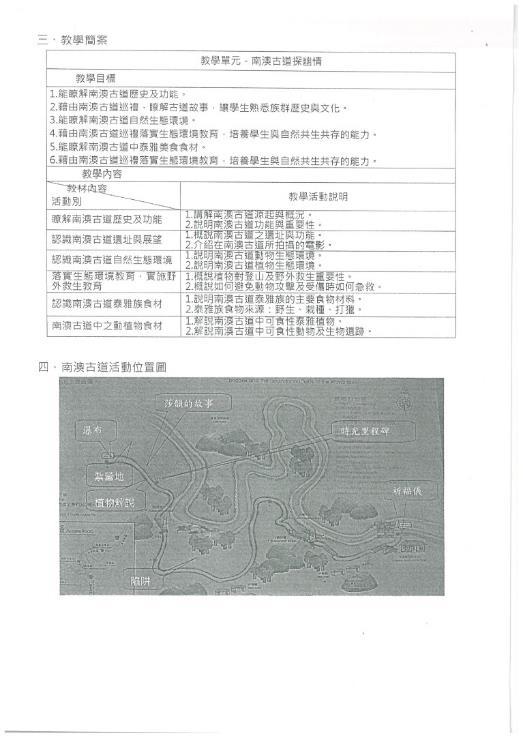 三、教學簡案
教學單元、南澳古道探幽情
教學目標
1.能瞭解南澳古道歷史及功能。
2.藉由南澳古道巡禮、瞭解古道故事，讓學生熟悉族群歷史與文化。
3.能瞭解南澳古道自然生態環境。
4.藉由南澳古道巡禮落實生態環境教育，培養學生與自然共生共存的能力。
5.能瞭解南澳古道中泰雅美食食材。
6.藉由南澳古道巡禮落實生態環境教育，培養學生與自然共生共存的能力。
教學內容
教材內容
活動別
教學活動說明
瞭解南澳古道歷史及功能
1.講解南澳古道源起與概況。
2.說明南澳古道功能與重要性。
認識南澳古道遺址與展望
1.概說南澳古道之遺址與功能。
2.介紹在南澳古道所拍攝的電影。
認識南澳古道自然生態環境
1.說明南澳古道動物生態環境。
2.說明南澳古道植物生態環境。
落實生態環境教育，實施野
外救生教育
1.概說植物對登山及野外救生重要性。
2.概說如何避免動物攻擊及受傷時如何急救。
認識南澳古道泰雅族食材
1.說明南澳古道泰雅族的主要食物材料。
2.泰雅族食物來源：野生、栽種、打獵。
南澳古道中之動植物食材
1.解說南澳古道中可食性泰雅植物。
2.解說南澳古道中可食性動物及生物遺跡。
四、南澳古道活動位置圖
莎韻的故事
瀑布
時光里程碑
紮營地
祈福儀
植物解說
陷阱